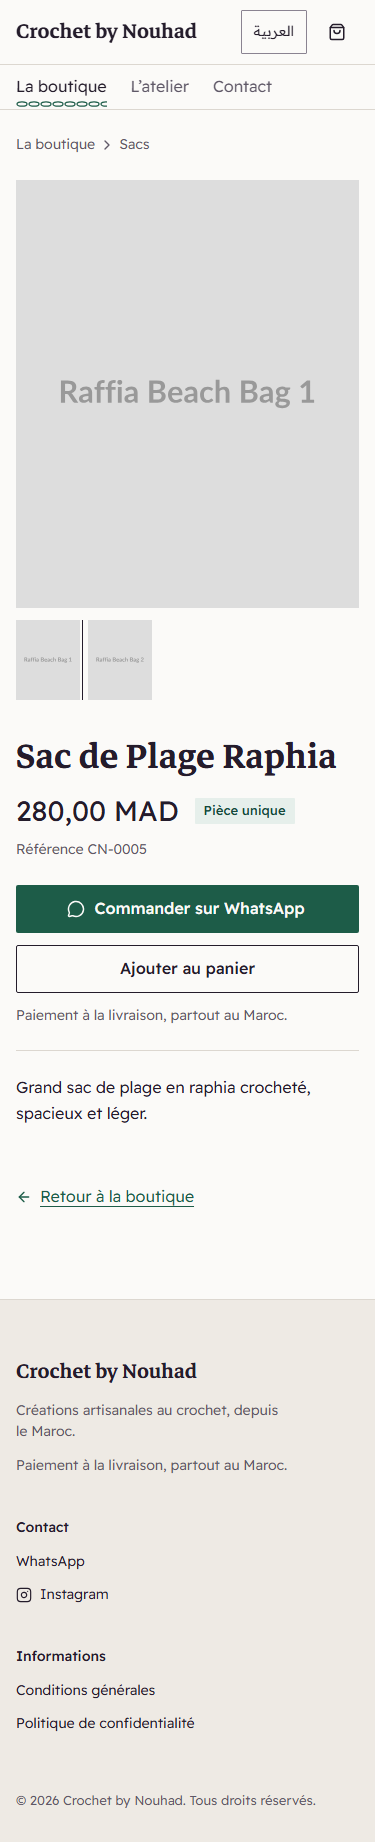 Crochet by Nouhad
العربية
La boutique
L’atelier
Contact
La boutique > Sacs
Raffia Beach Bag 1
Raffia Beach Bag 1
Raffia Beach Bag 2
Sac de Plage Raphia
280,00 MAD
Pièce unique
Référence CN-0005
Commander sur WhatsApp
Ajouter au panier
Paiement à la livraison, partout au Maroc.
Grand sac de plage en raphia crocheté,
spacieux et léger.
Retour à la boutique
Crochet by Nouhad
Créations artisanales au crochet, depuis
le Maroc.
Paiement à la livraison, partout au Maroc.
Contact
WhatsApp
Instagram
Informations
Conditions générales
Politique de confidentialité
© 2026 Crochet by Nouhad. Tous droits réservés.